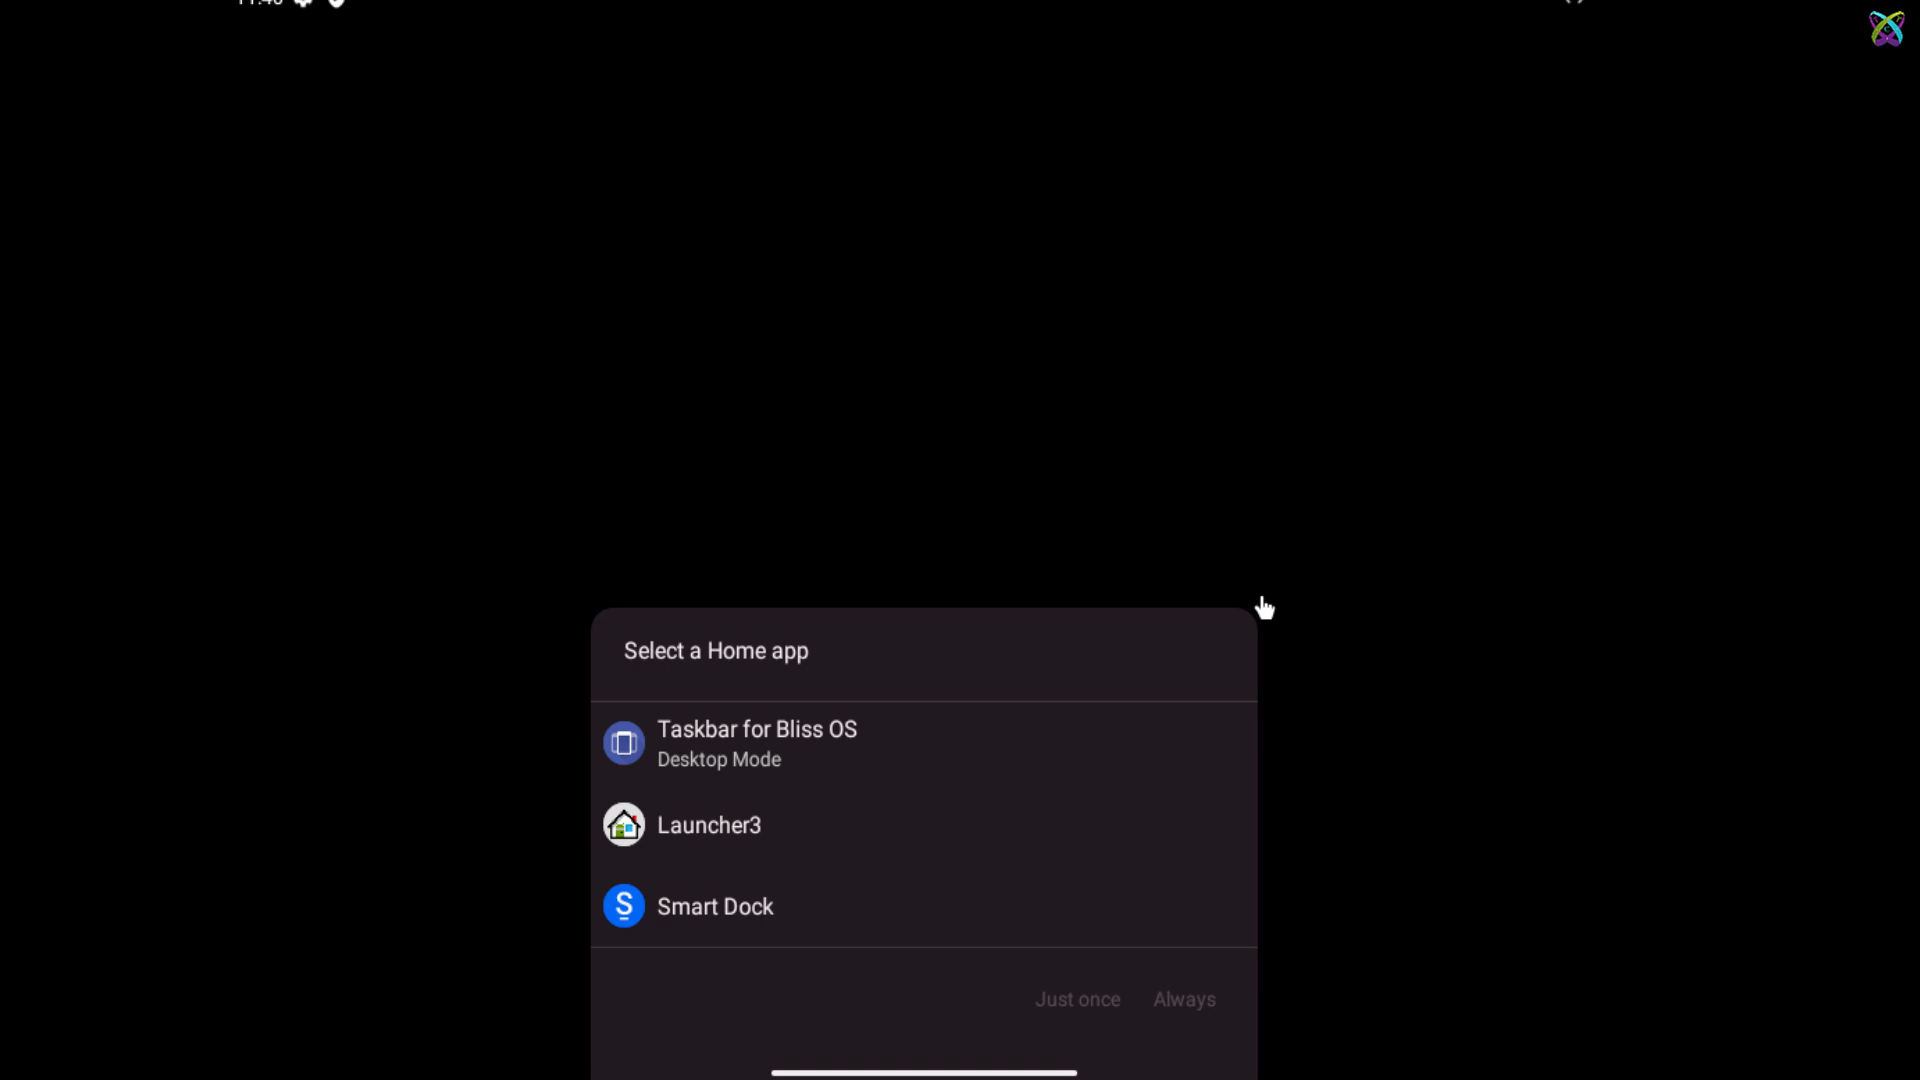 Select a Home app
Taskbar for Bliss OS
Desktop Mode
Launcher3
Smart Dock
Just once
Always